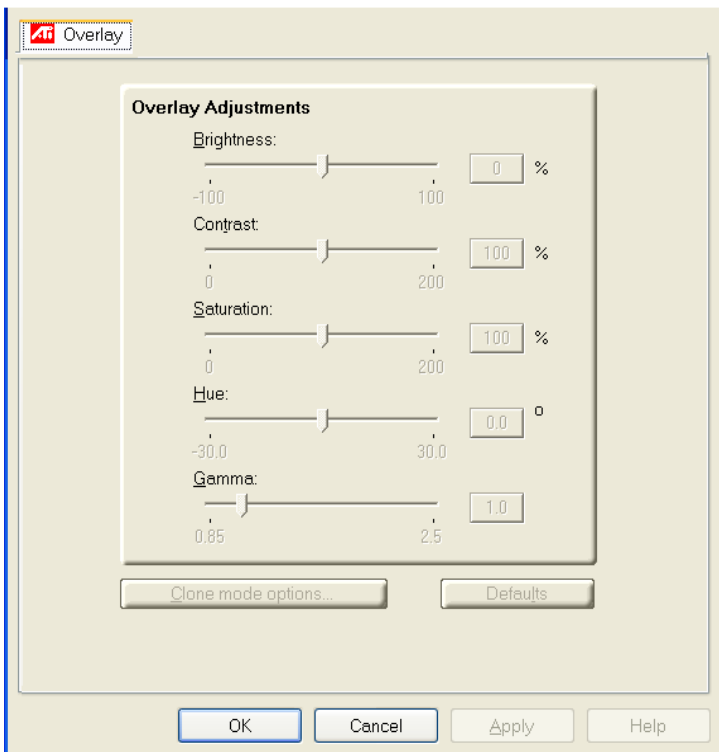 ATi Overlay
Overlay Adjustments
Brightness:
0 %
-100 100
Contrast:
100 %
0 200
Saturation:
100 %
0 200
Hue:
0.0 o
-30.0 30.0
Gamma:
1.0
0.85 2.5
Clone mode options... Defaults
OK Cancel Apply Help